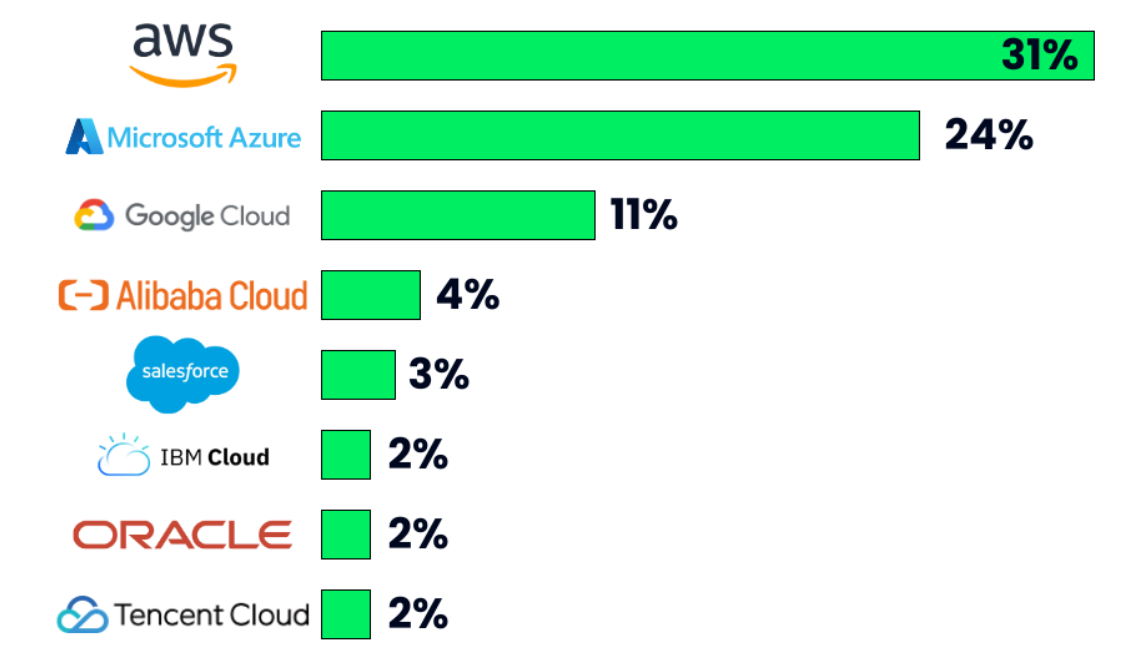 aws
31%
Microsoft Azure
24%
Google Cloud
11%
Alibaba Cloud
4%
salesforce
3%
IBM Cloud
2%
ORACLE
2%
Tencent Cloud
2%